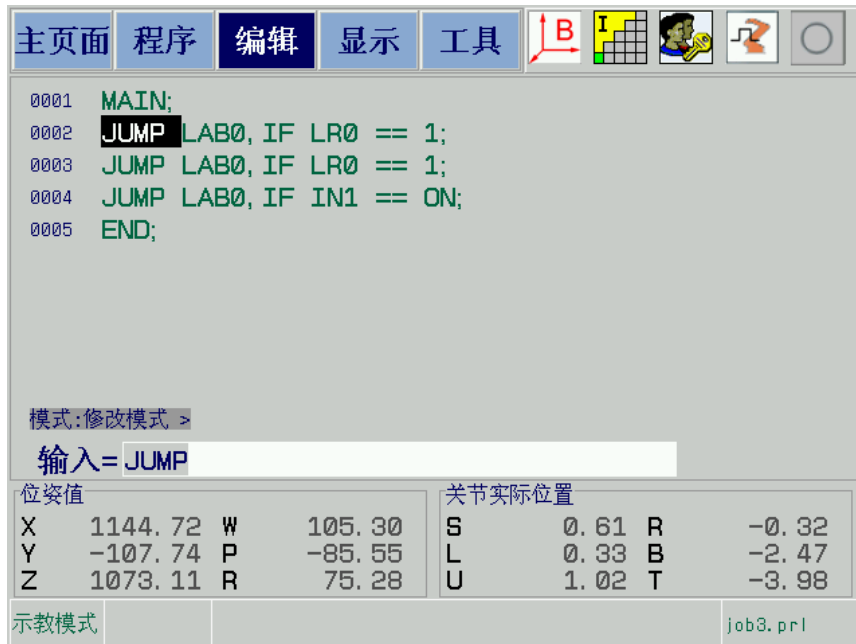 主页面 程序 编辑 显示 工具 B I
0001 MAIN;
0002 JUMP LAB0, IF LR0 == 1;
0003 JUMP LAB0, IF LR0 == 1;
0004 JUMP LAB0, IF IN1 == ON;
0005 END;
模式:修改模式 >
输入=JUMP
位姿值 关节实际位置
X 1144.72 W 105.30 S 0.61 R -0.32
Y -107.74 P -85.55 L 0.33 B -2.47
Z 1073.11 R 75.28 U 1.02 T -3.98
示教模式 job3.prl